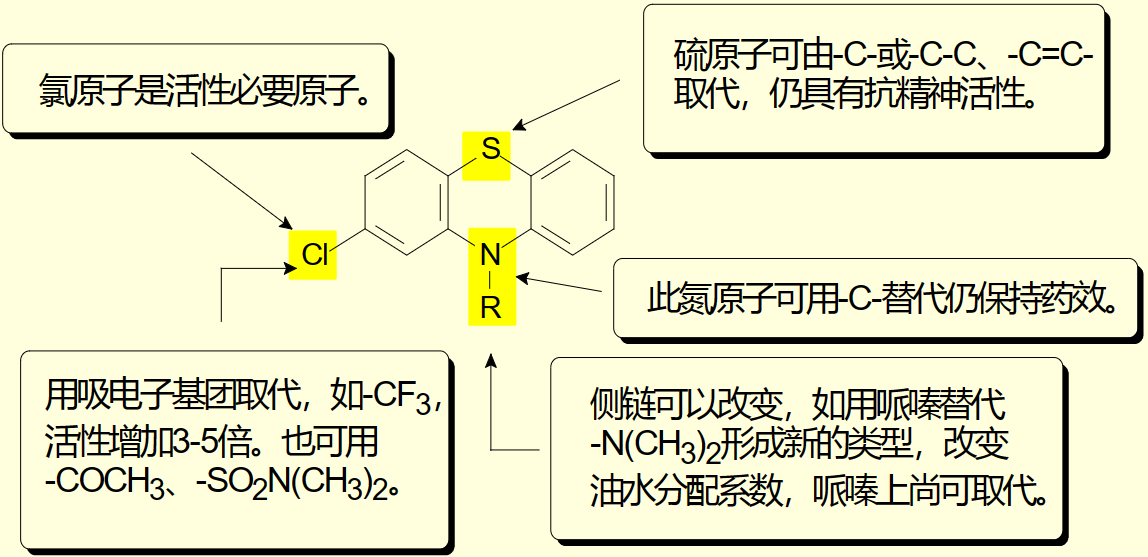 氯原子是活性必要原子。
硫原子可由-C-或-C-C、-C=C-
取代，仍具有抗精神活性。
S
Cl
N
R
此氮原子可用-C-替代仍保持药效。
用吸电子基团取代，如-CF3，
活性增加3-5倍。也可用
-COCH3、-SO2N(CH3)2。
侧链可以改变，如用哌嗪替代
-N(CH3)2形成新的类型，改变
油水分配系数，哌嗪上尚可取代。